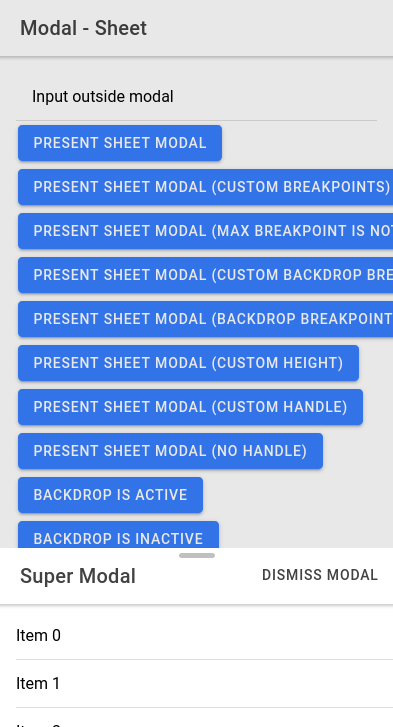 Modal - Sheet
Input outside modal
PRESENT SHEET MODAL
PRESENT SHEET MODAL (CUSTOM BREAKPOINTS)
PRESENT SHEET MODAL (MAX BREAKPOINT IS NO
PRESENT SHEET MODAL (CUSTOM BACKDROP BRE
PRESENT SHEET MODAL (BACKDROP BREAKPOINT
PRESENT SHEET MODAL (CUSTOM HEIGHT)
PRESENT SHEET MODAL (CUSTOM HANDLE)
PRESENT SHEET MODAL (NO HANDLE)
BACKDROP IS ACTIVE
BACKDROP IS INACTIVE
Super Modal
DISMISS MODAL
Item 0
Item 1